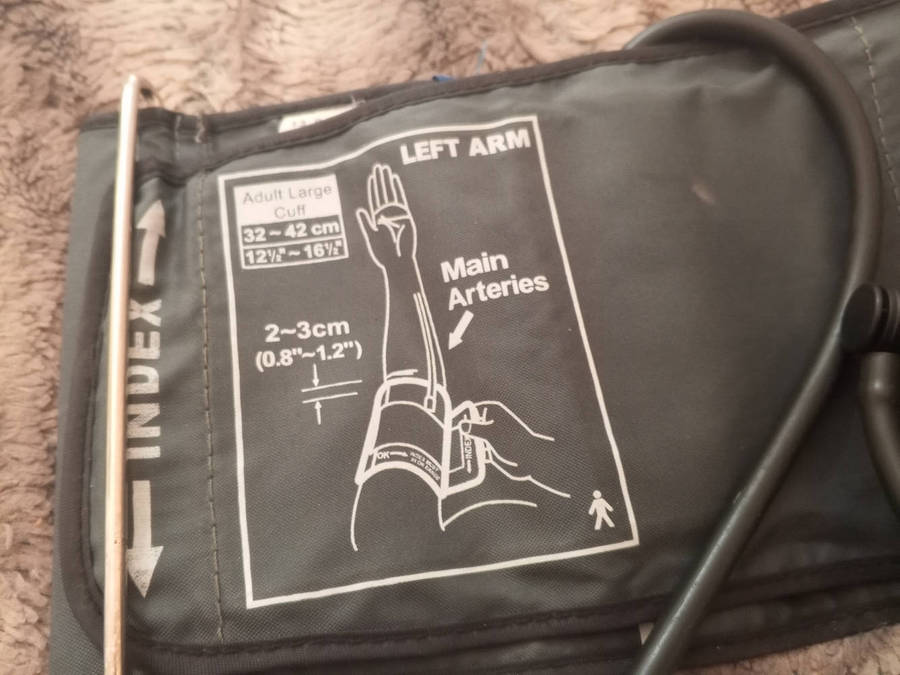 LEFT ARM
Adult Large
Cuff
32~42 cm
12½"~16½"
Main
Arteries
2~3cm
(0.8"~1.2")
INDEX
OK
INDEX